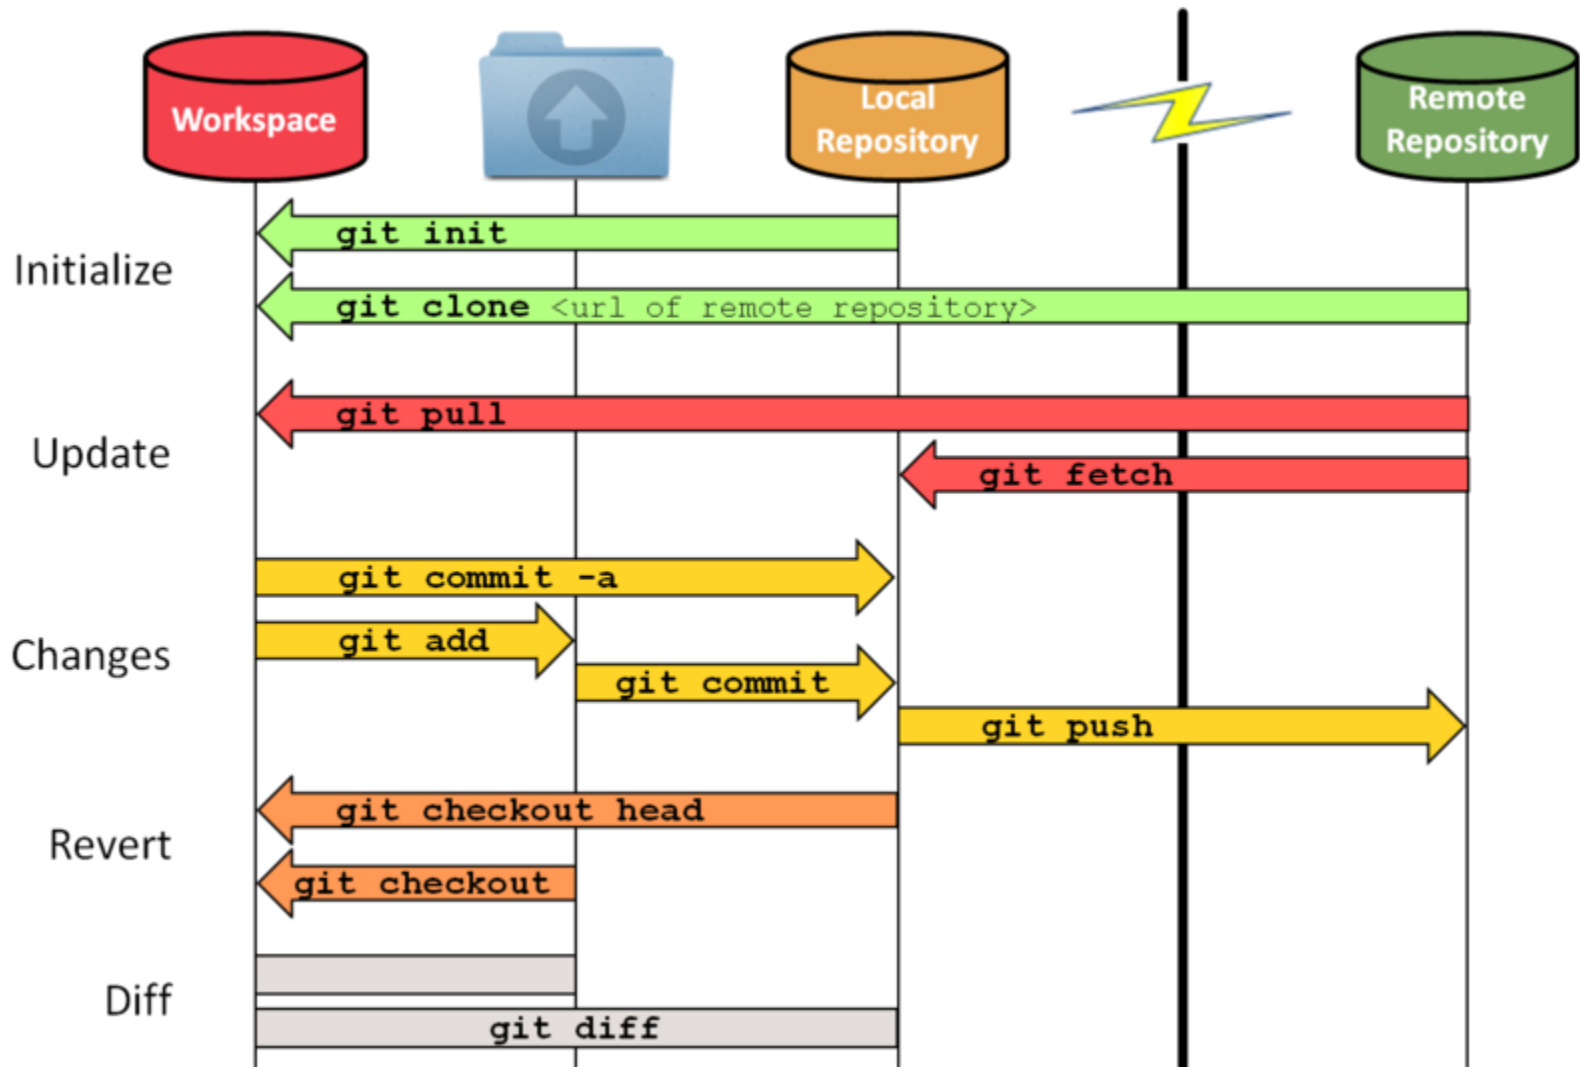 Workspace
Local
Repository
Remote
Repository
Initialize
git init
git clone <url of remote repository>
Update
git pull
git fetch
Changes
git commit -a
git add
git commit
git push
Revert
git checkout head
git checkout
Diff
git diff